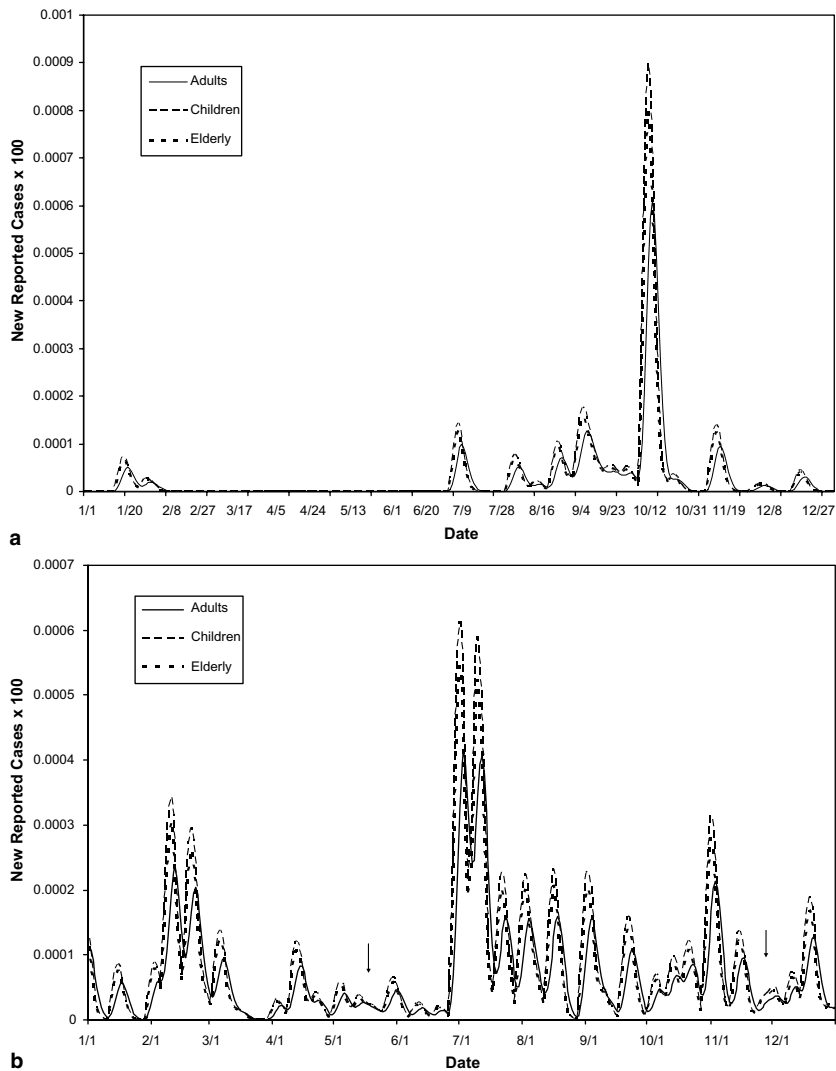 0.001
0.0009
0.0008
0.0007
0.0006
0.0005
0.0004
0.0003
0.0002
0.0001
0
New Reported Cases x 100
Adults
Children
Elderly
1/1 1/20 2/8 2/27 3/17 4/5 4/24 5/13 6/1 6/20 7/9 7/28 8/16 9/4 9/23 10/12 10/31 11/19 12/8 12/27
Date
a
0.0007
0.0006
0.0005
0.0004
0.0003
0.0002
0.0001
0
New Reported Cases x 100
Adults
Children
Elderly
1/1 2/1 3/1 4/1 5/1 6/1 7/1 8/1 9/1 10/1 11/1 12/1
Date
b